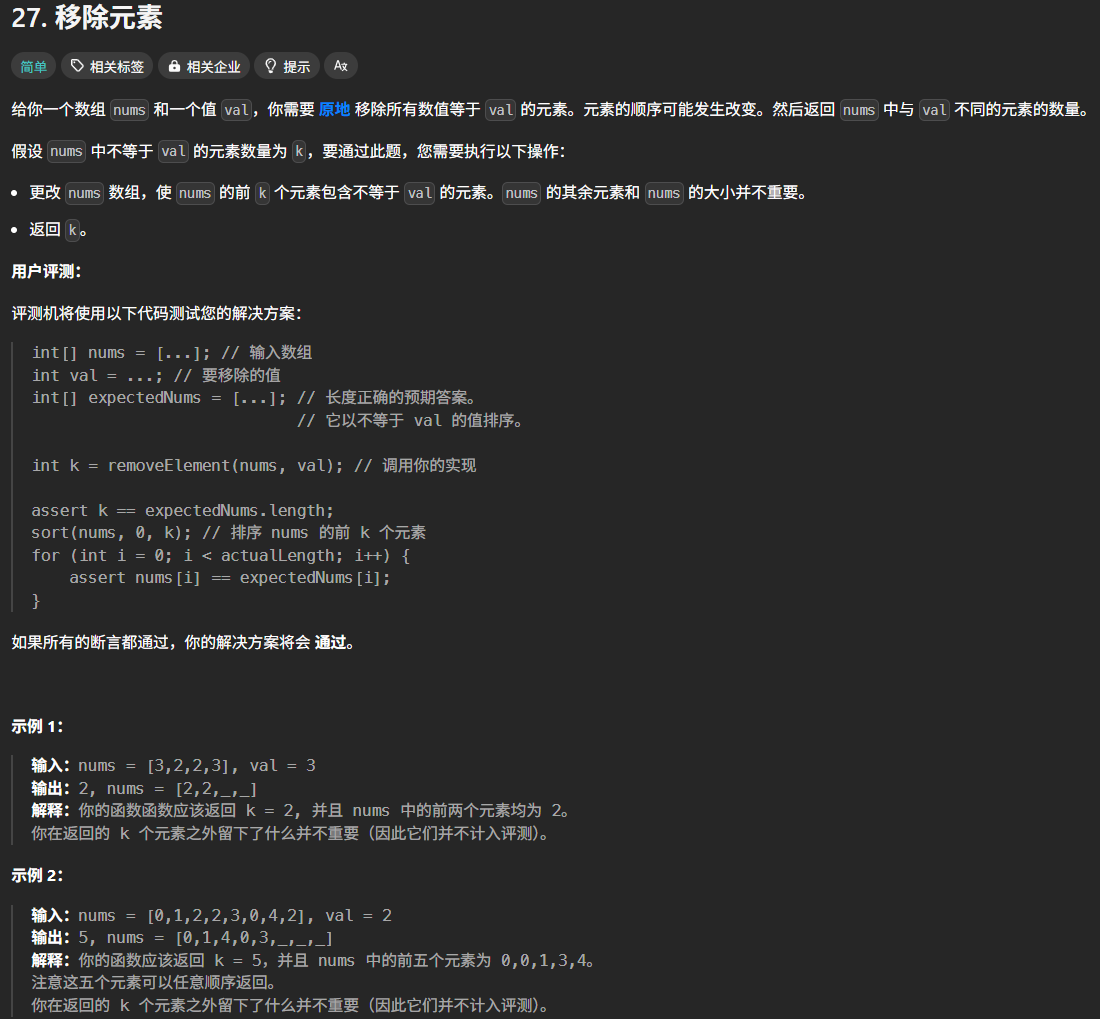 27. 移除元素
简单 相关标签 相关企业 提示 Aあ
给你一个数组 nums 和一个值 val，你需要 原地 移除所有数值等于 val 的元素。元素的顺序可能发生改变。然后返回 nums 中与 val 不同的元素的数量。
假设 nums 中不等于 val 的元素数量为 k，要通过此题，您需要执行以下操作：
• 更改 nums 数组，使 nums 的前 k 个元素包含不等于 val 的元素。nums 的其余元素和 nums 的大小并不重要。
• 返回 k。
用户评测：
评测机将使用以下代码测试您的解决方案：
int[] nums = [...]; // 输入数组
int val = ...; // 要移除的值
int[] expectedNums = [...]; // 长度正确的预期答案。
// 它以不等于 val 的值排序。
int k = removeElement(nums, val); // 调用你的实现
assert k == expectedNums.length;
sort(nums, 0, k); // 排序 nums 的前 k 个元素
for (int i = 0; i < actualLength; i++) {
assert nums[i] == expectedNums[i];
}
如果所有的断言都通过，你的解决方案将会 通过。
示例 1：
输入：nums = [3,2,2,3], val = 3
输出：2, nums = [2,2,_,_]
解释：你的函数函数应该返回 k = 2, 并且 nums 中的前两个元素均为 2。
你在返回的 k 个元素之外留下了什么并不重要（因此它们并不计入评测）。
示例 2：
输入：nums = [0,1,2,2,3,0,4,2], val = 2
输出：5, nums = [0,1,4,0,3,_,_,_]
解释：你的函数应该返回 k = 5，并且 nums 中的前五个元素为 0,0,1,3,4。
注意这五个元素可以任意顺序返回。
你在返回的 k 个元素之外留下了什么并不重要（因此它们并不计入评测）。